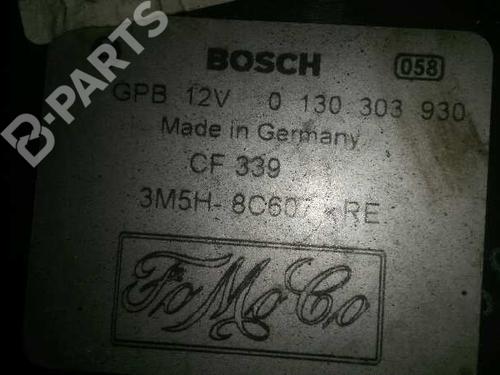 B-PARTS
BOSCH 058
GPB 12V 0 130 303 930
Made in Germany
CF 339
3M5H- 8C607 RE
FoMoCo